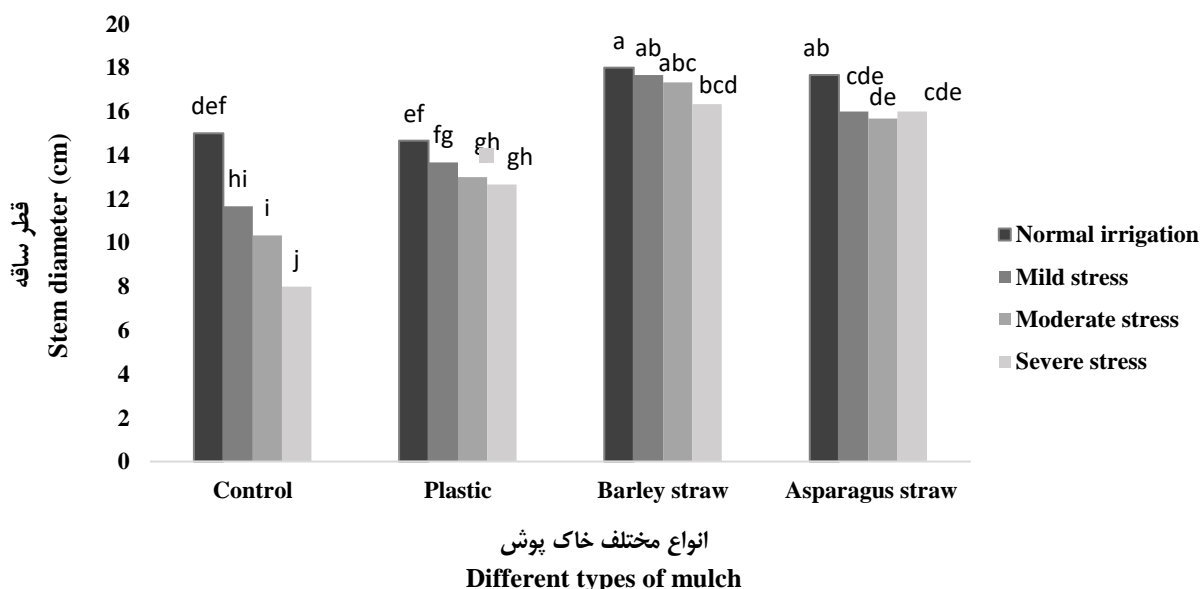 20
18
16
14
12
10
8
6
4
2
0
قطر ساقه
Stem diameter (cm)
def
hi
i
j
ef
fg
gh
gh
a
ab
abc
bcd
ab
cde
de
cde
Control
Plastic
Barley straw
Asparagus straw
انواع مختلف خاک پوش
Different types of mulch
Normal irrigation
Mild stress
Moderate stress
Severe stress